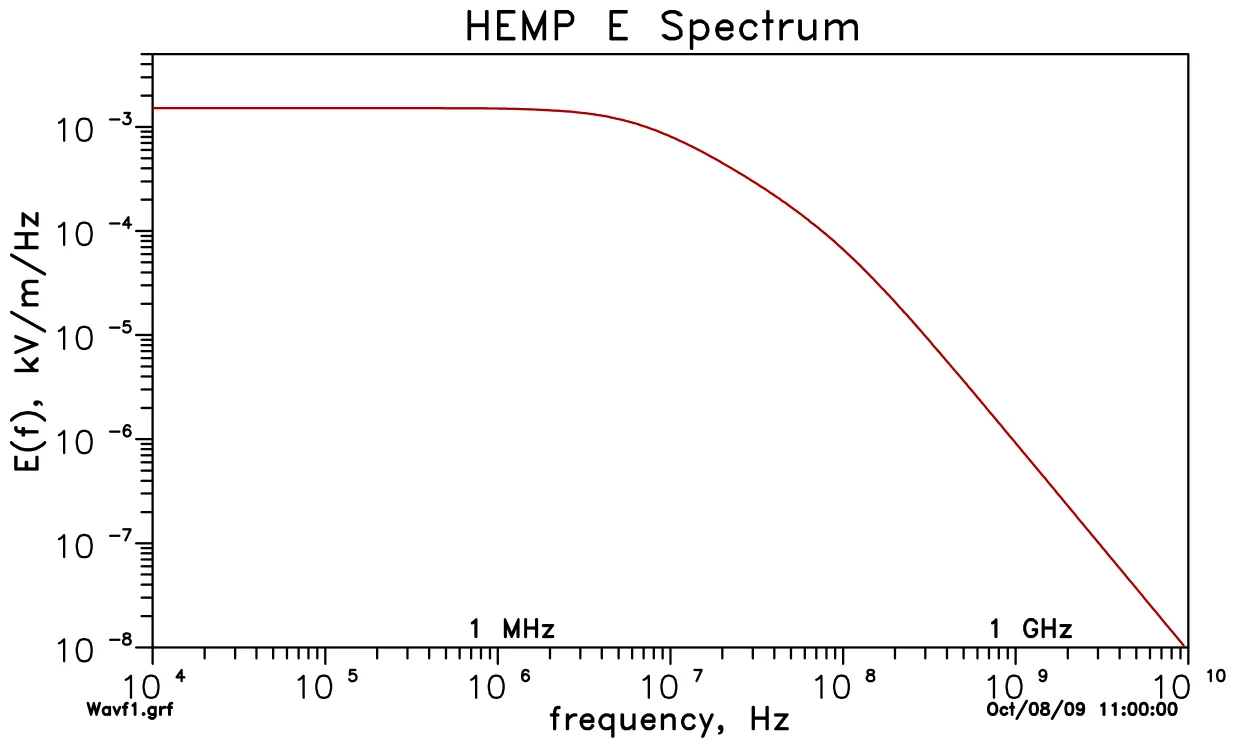 HEMP E Spectrum
E(f), kV/m/Hz
10 -3
10 -4
10 -5
10 -6
10 -7
10 -8
1 MHz
1 GHz
10 4
10 5
10 6
10 7
10 8
10 9
10 10
Wavf1.grf
frequency, Hz
Oct/08/09 11:00:00